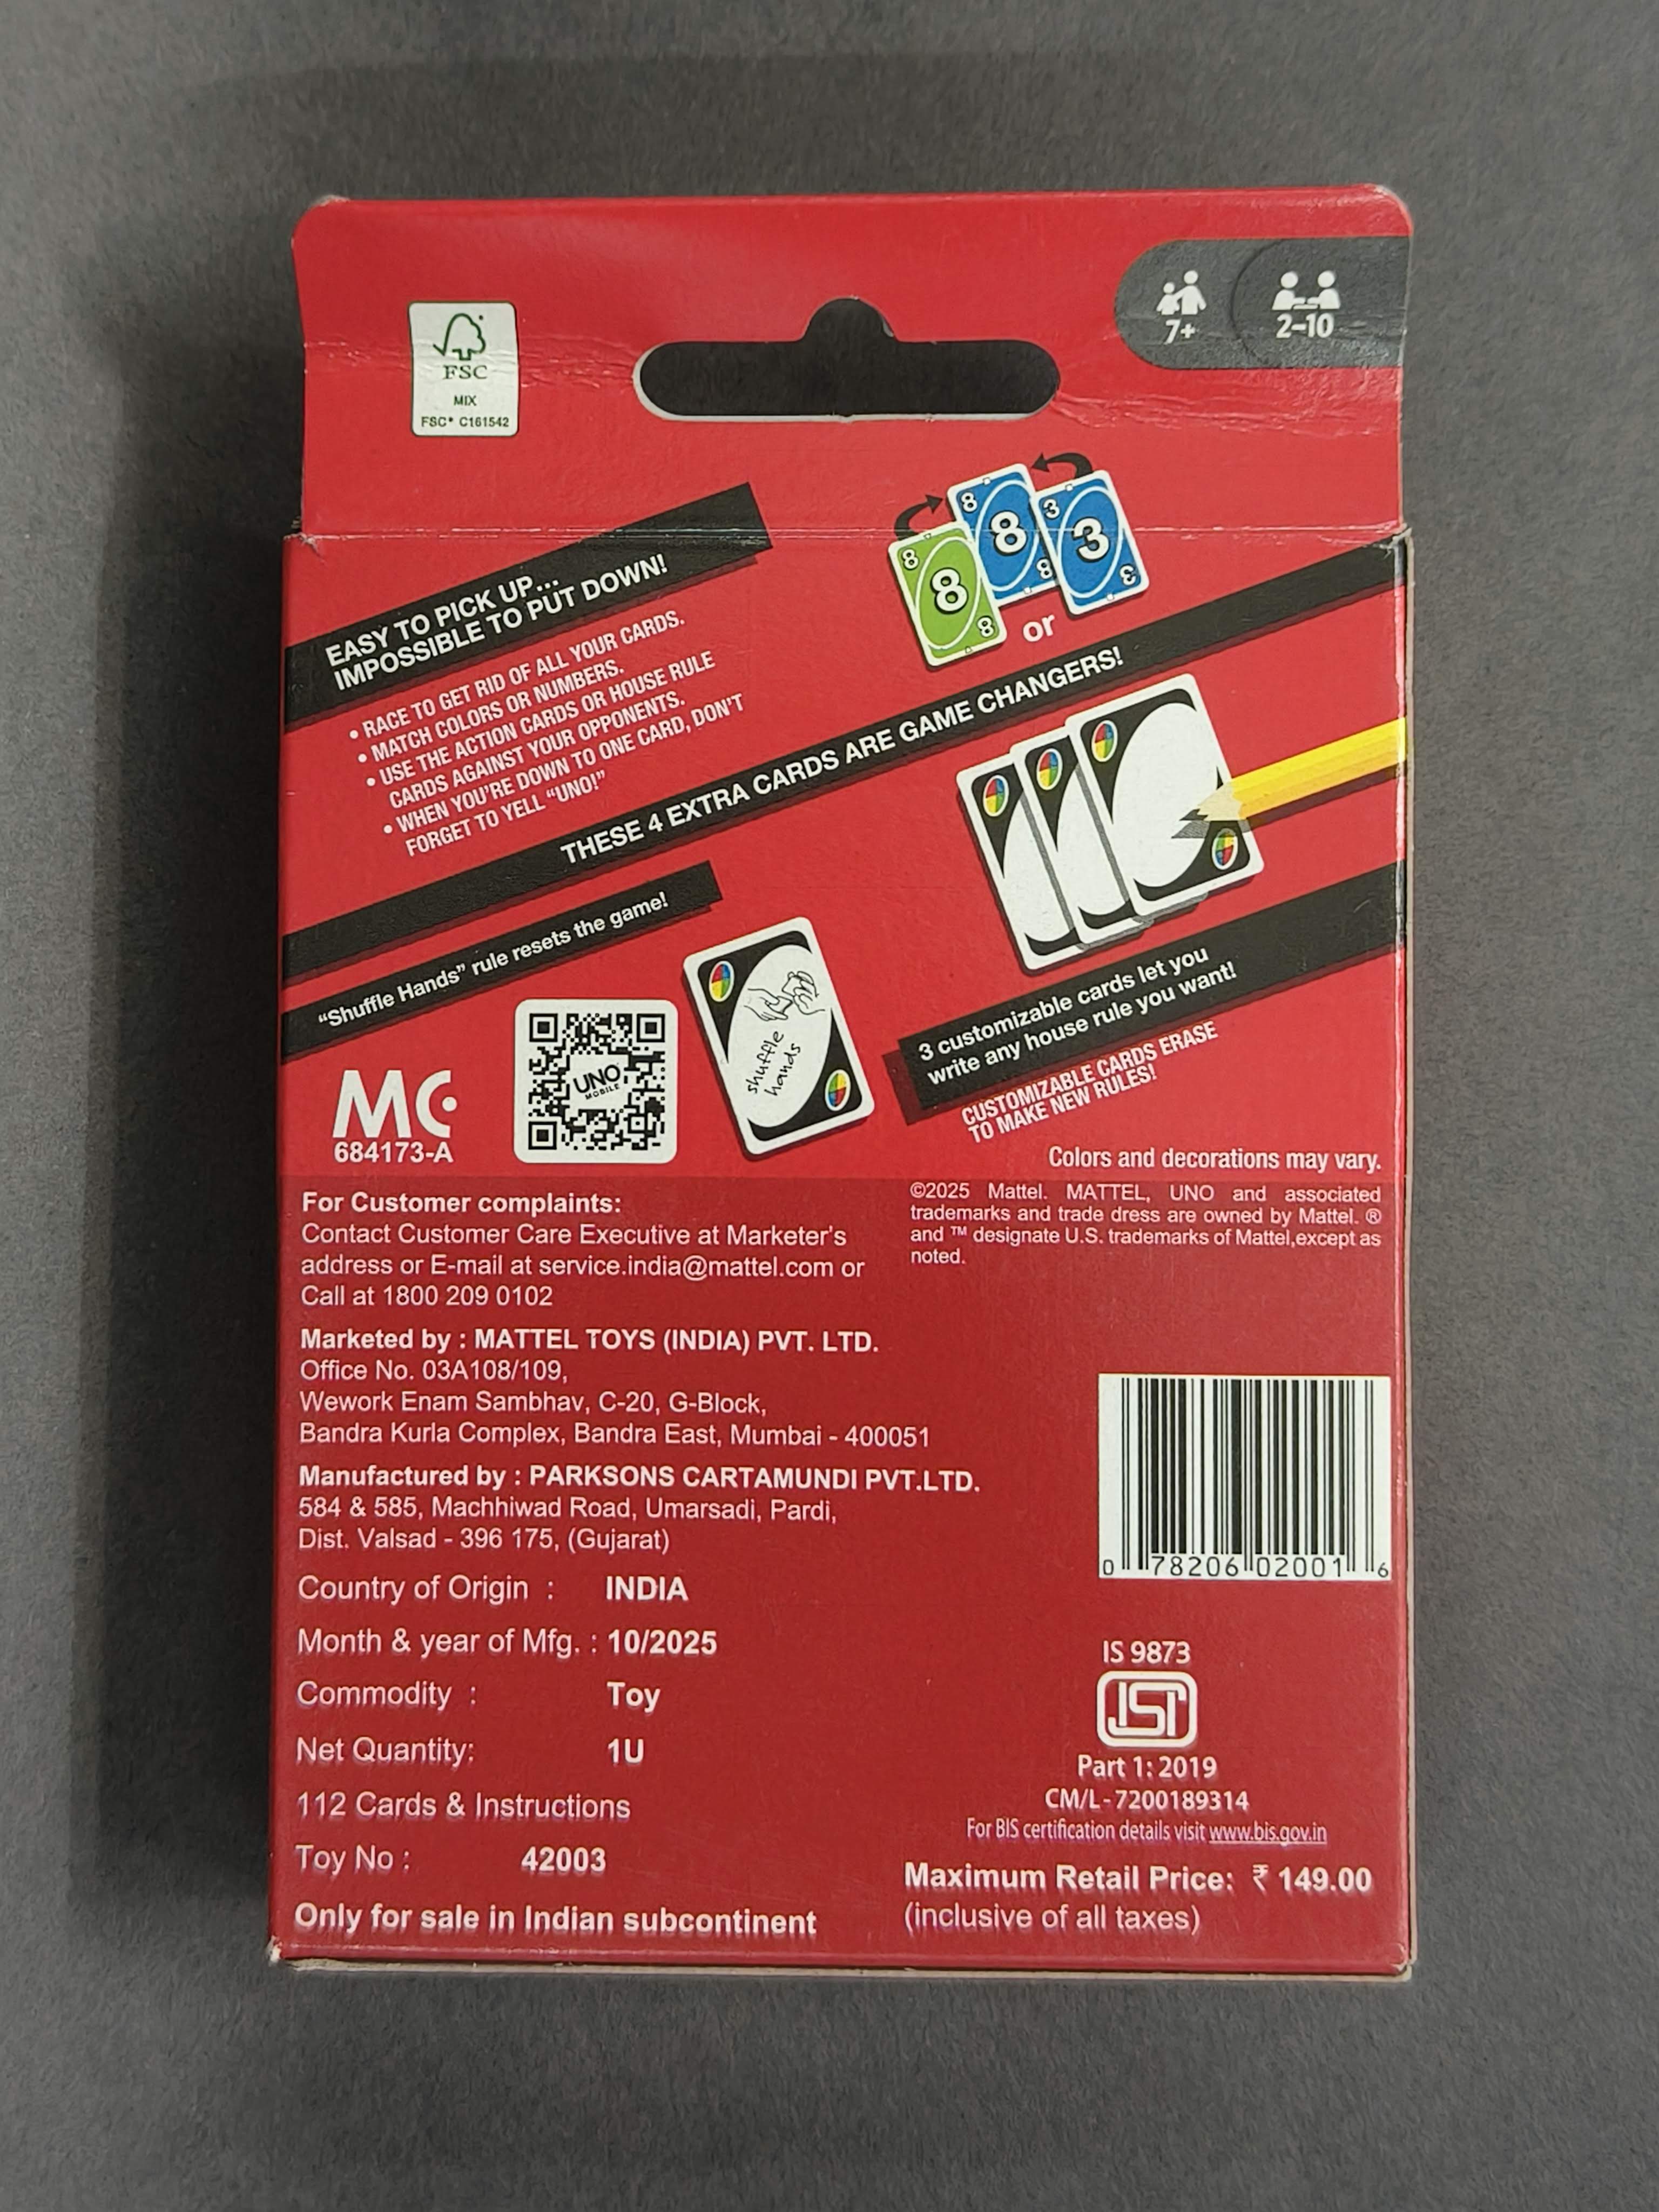 7+
2–10
FSC
MIX
FSC® C161542
8
8
8
8
8
8
3
3
3
or
EASY TO PICK UP...
IMPOSSIBLE TO PUT DOWN!
• RACE TO GET RID OF ALL YOUR CARDS.
• MATCH COLORS OR NUMBERS.
• USE THE ACTION CARDS OR HOUSE RULE
CARDS AGAINST YOUR OPPONENTS.
• WHEN YOU'RE DOWN TO ONE CARD, DON'T
FORGET TO YELL "UNO!"
THESE 4 EXTRA CARDS ARE GAME CHANGERS!
"Shuffle Hands" rule resets the game!
shuffle
hands
3 customizable cards let you
write any house rule you want!
CUSTOMIZABLE CARDS ERASE
TO MAKE NEW RULES!
MC
684173-A
UNO
MOBILE
Colors and decorations may vary.
©2025 Mattel. MATTEL, UNO and associated
trademarks and trade dress are owned by Mattel. ®
and ™ designate U.S. trademarks of Mattel,except as
noted.
For Customer complaints:
Contact Customer Care Executive at Marketer's
address or E-mail at service.india@mattel.com or
Call at 1800 209 0102
Marketed by : MATTEL TOYS (INDIA) PVT. LTD.
Office No. 03A108/109,
Wework Enam Sambhav, C-20, G-Block,
Bandra Kurla Complex, Bandra East, Mumbai - 400051
Manufactured by : PARKSONS CARTAMUNDI PVT.LTD.
584 & 585, Machhiwad Road, Umarsadi, Pardi,
Dist. Valsad - 396 175, (Gujarat)
Country of Origin : INDIA
Month & year of Mfg. : 10/2025
Commodity : Toy
Net Quantity: 1U
112 Cards & Instructions
Toy No : 42003
Only for sale in Indian subcontinent
0 78206 02001 6
IS 9873
ISI
Part 1: 2019
CM/L - 7200189314
For BIS certification details visit www.bis.gov.in
Maximum Retail Price: ₹ 149.00
(inclusive of all taxes)